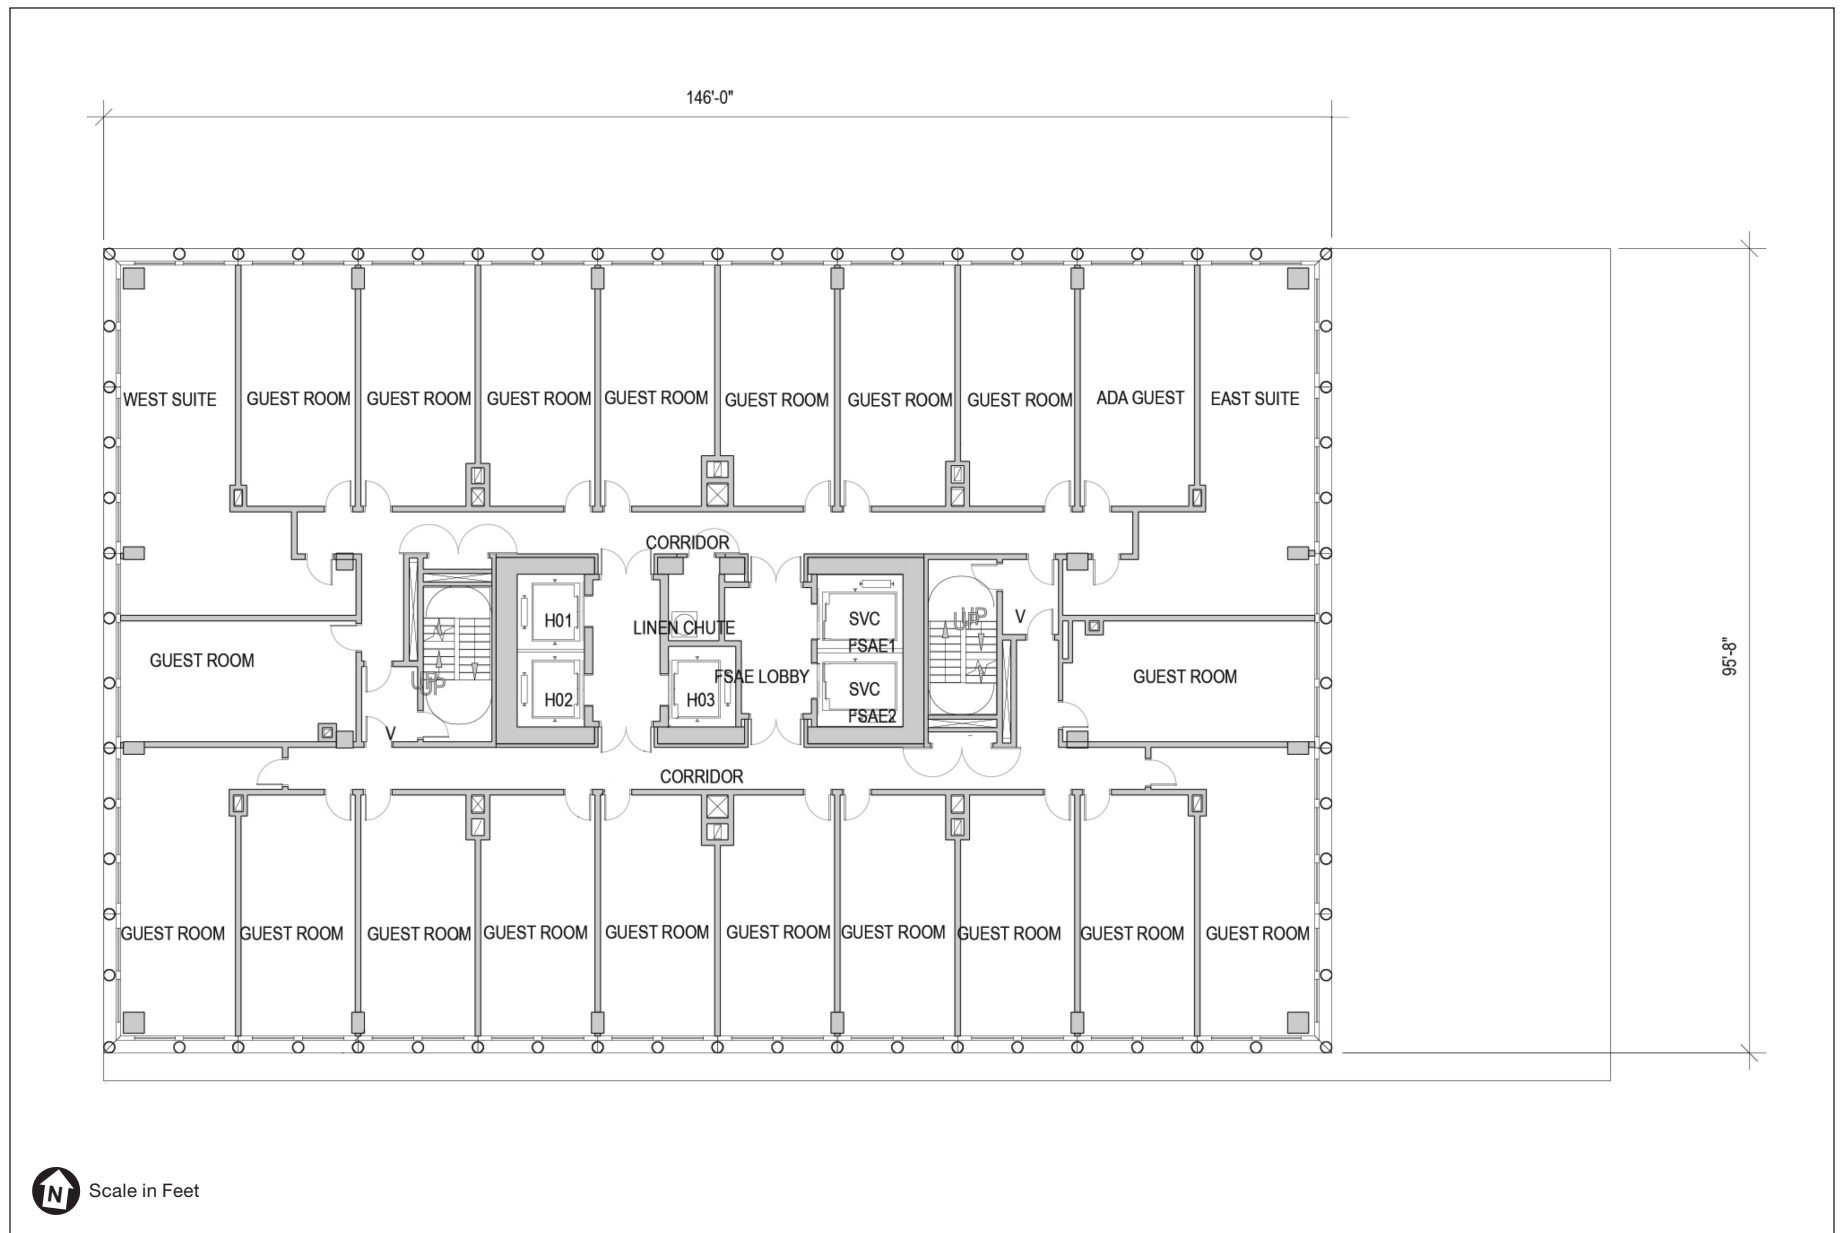 146'-0"
WEST SUITE
GUEST ROOM
GUEST ROOM
GUEST ROOM
GUEST ROOM
GUEST ROOM
GUEST ROOM
GUEST ROOM
ADA GUEST
EAST SUITE
CORRIDOR
H01
LINEN CHUTE
SVC
FSAE1
UP
UP
V
GUEST ROOM
95'-8"
UP
UP
H02
H03
FSAE LOBBY
SVC
FSAE2
GUEST ROOM
V
CORRIDOR
GUEST ROOM
GUEST ROOM
GUEST ROOM
GUEST ROOM
GUEST ROOM
GUEST ROOM
GUEST ROOM
GUEST ROOM
GUEST ROOM
GUEST ROOM
N
Scale in Feet